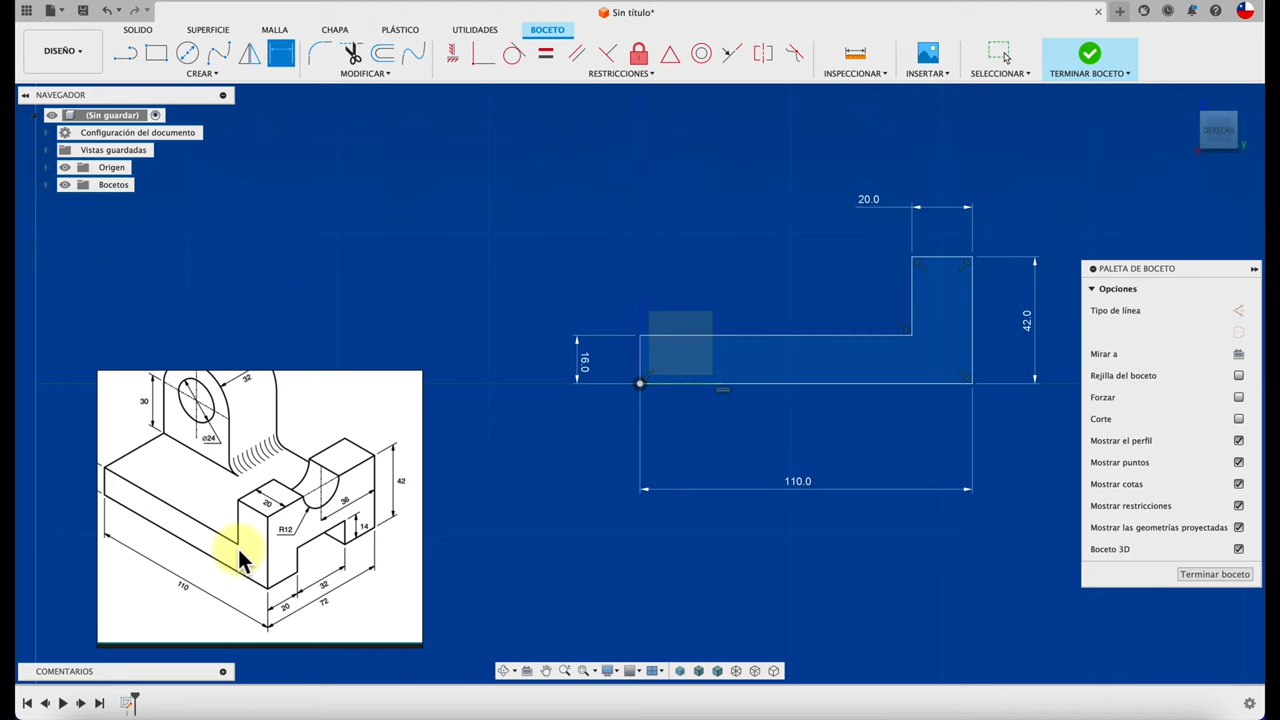 Sin título*
DISEÑO
SOLIDO
SUPERFICIE
MALLA
CHAPA
PLÁSTICO
UTILIDADES
BOCETO
CREAR
MODIFICAR
RESTRICCIONES
INSPECCIONAR
INSERTAR
SELECCIONAR
TERMINAR BOCETO
NAVEGADOR
(Sin guardar)
Configuración del documento
Vistas guardadas
Origen
Bocetos
DERECHA
Y
20.0
42.0
16.0
110.0
PALETA DE BOCETO
Opciones
Tipo de línea
Mirar a
Rejilla del boceto
Forzar
Corte
Mostrar el perfil
Mostrar puntos
Mostrar cotas
Mostrar restricciones
Mostrar las geometrías proyectadas
Boceto 3D
Terminar boceto
32
30
⌀24
42
20
36
R12
14
110
32
20
72
COMENTARIOS